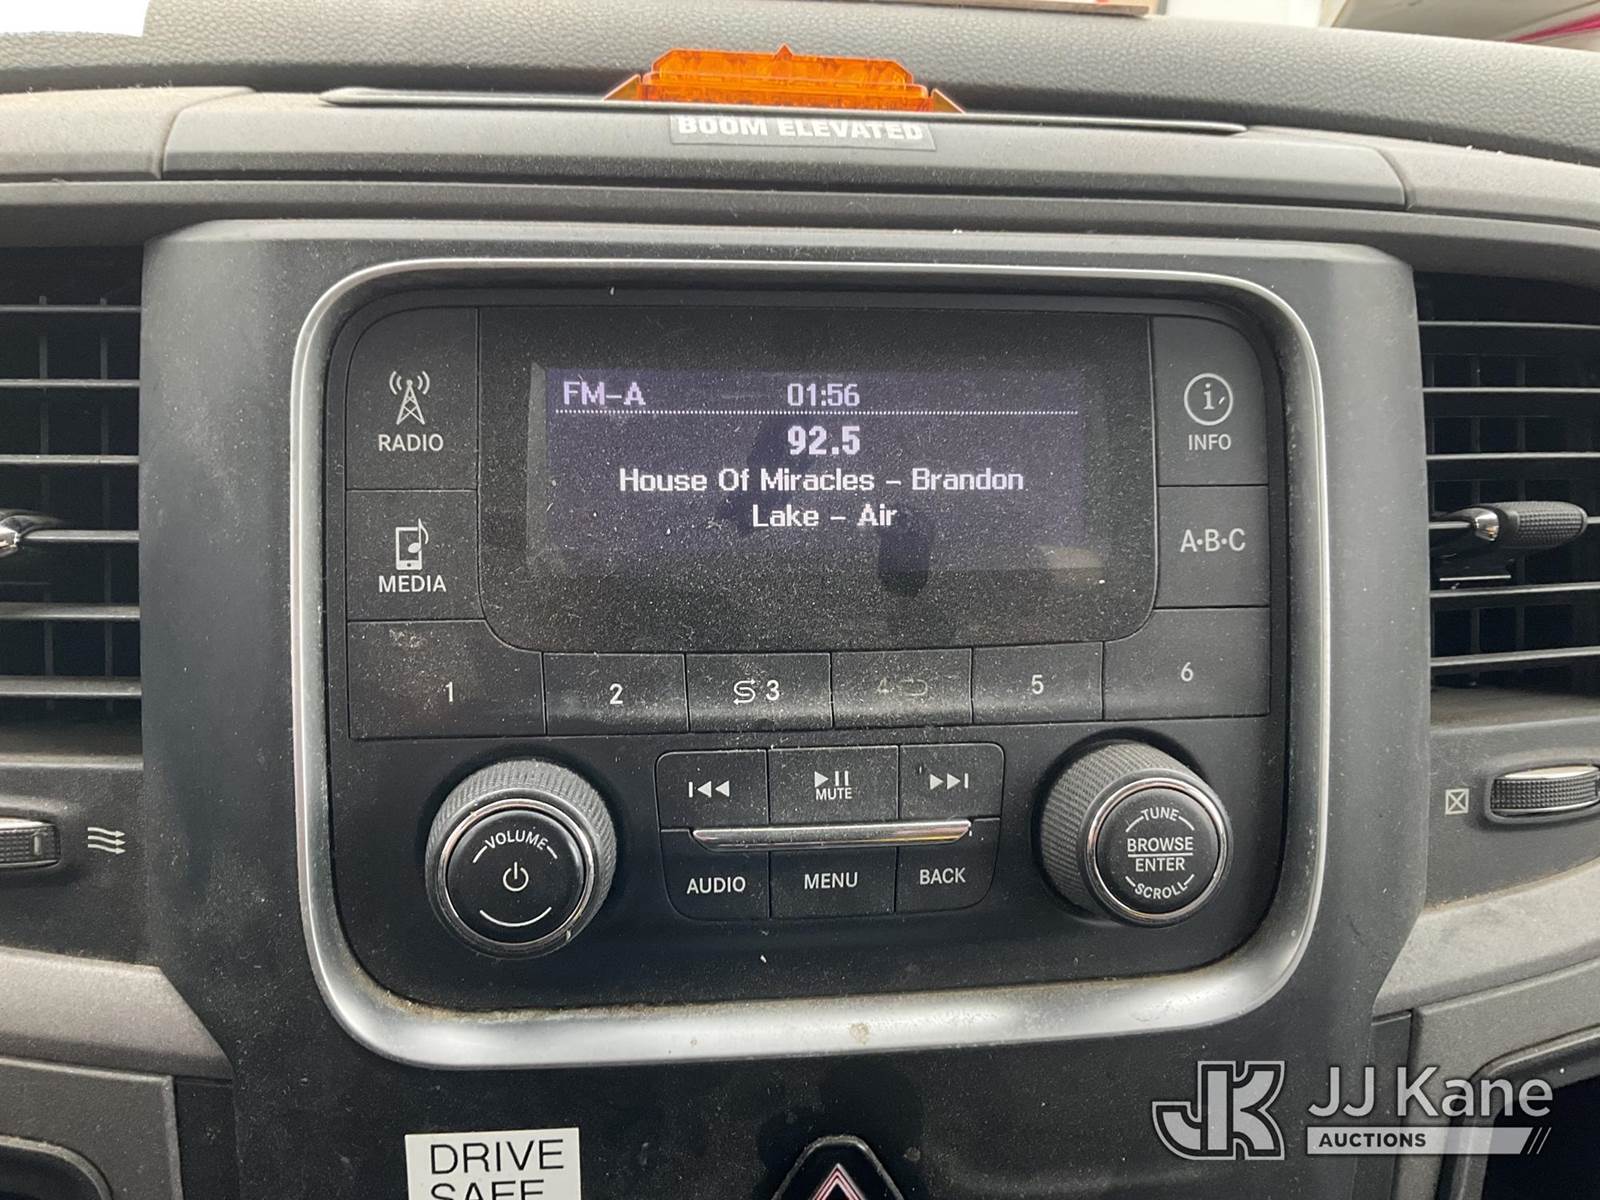 BOOM ELEVATED
RADIO
FM-A 01:56
92.5
House Of Miracles - Brandon
Lake - Air
INFO
MEDIA
A·B·C
1 2 3 4 5 6
VOLUME
MUTE
TUNE
BROWSE
ENTER
SCROLL
AUDIO MENU BACK
DRIVE
SAFE
JK JJ Kane
AUCTIONS